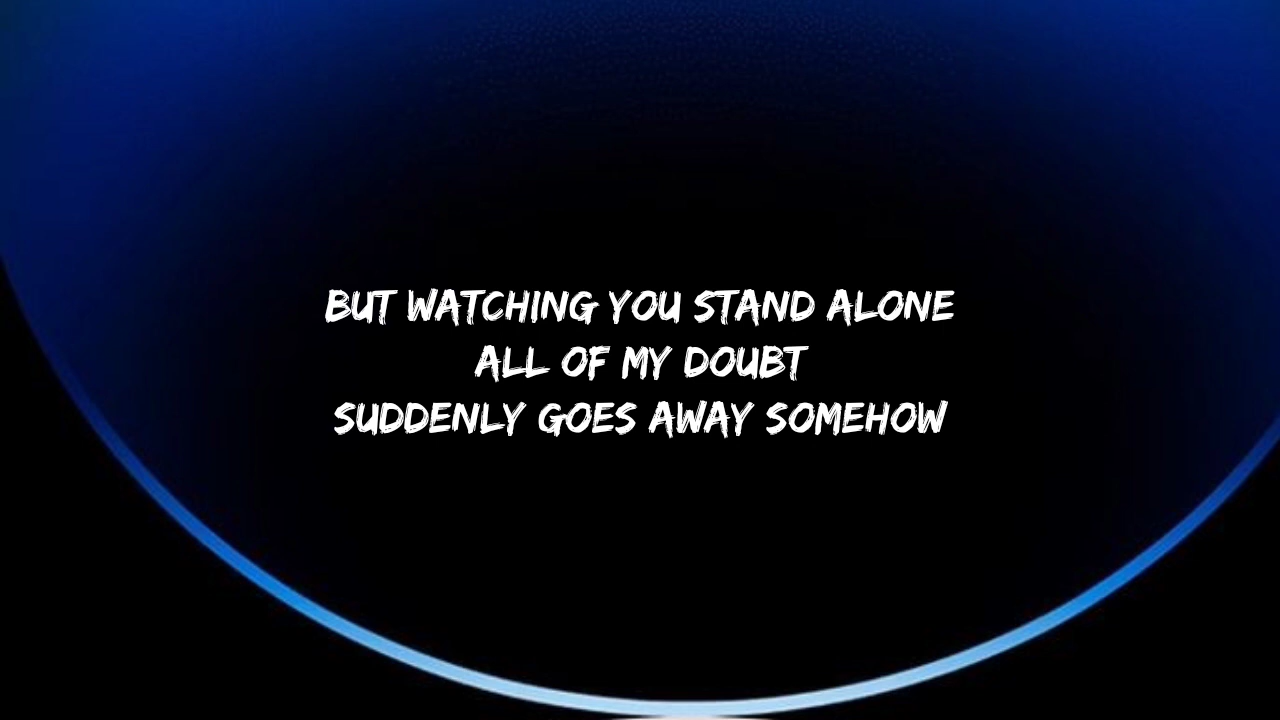 BUT WATCHING YOU STAND ALONE
ALL OF MY DOUBT
SUDDENLY GOES AWAY SOMEHOW